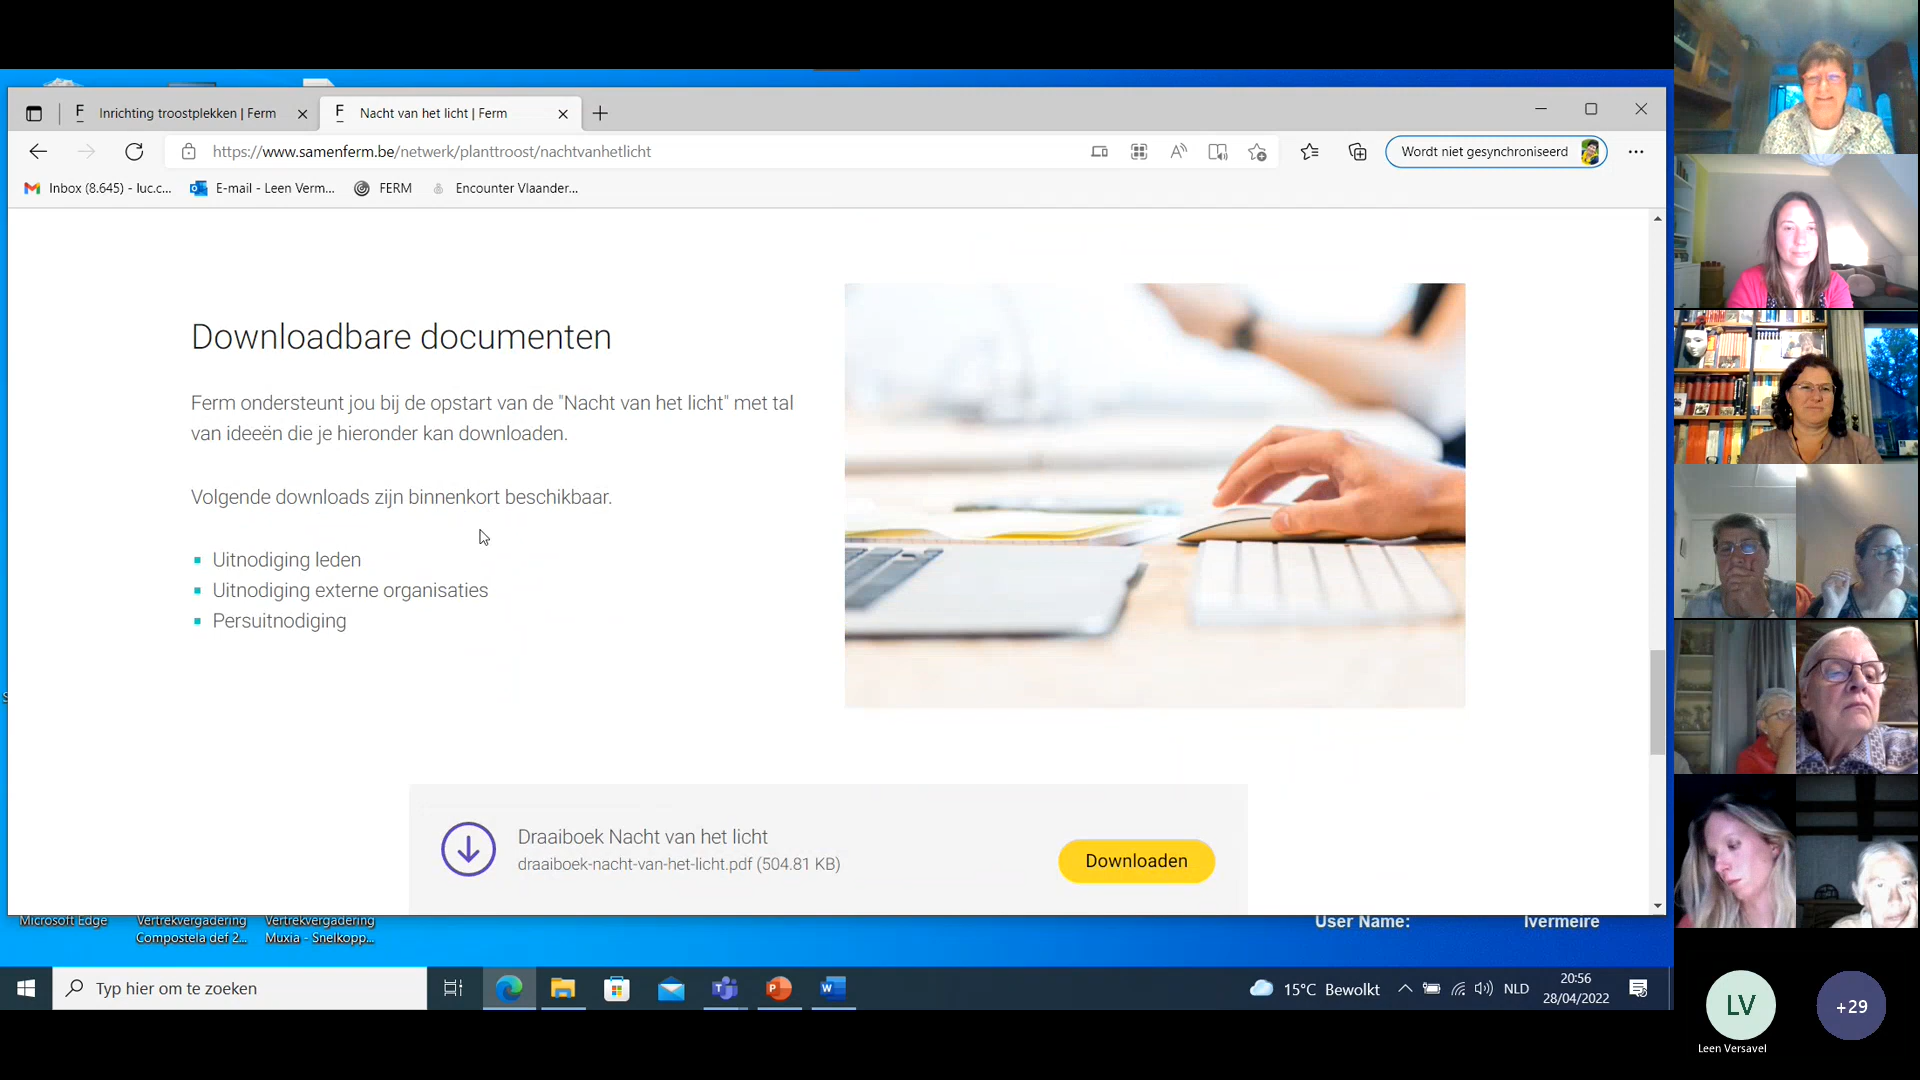 Inrichting troostplekken | Ferm
Nacht van het licht | Ferm
https://www.samenferm.be/netwerk/planttroost/nachtvanhetlicht
Wordt niet gesynchroniseerd
Inbox (8.645) - luc.c...
E-mail - Leen Verm...
FERM
Encounter Vlaander...
Downloadbare documenten
Ferm ondersteunt jou bij de opstart van de "Nacht van het licht" met tal
van ideeën die je hieronder kan downloaden.
Volgende downloads zijn binnenkort beschikbaar.
Uitnodiging leden
Uitnodiging externe organisaties
Persuitnodiging
Draaiboek Nacht van het licht
draaiboek-nacht-van-het-licht.pdf (504.81 KB)
Downloaden
Microsoft Edge
Vertrekvergadering
Compostela def 2...
Vertrekvergadering
Muxia - Snelkopp...
User Name:
lvermeire
Typ hier om te zoeken
15°C Bewolkt
NLD
20:56
28/04/2022
LV
Leen Versavel
+29